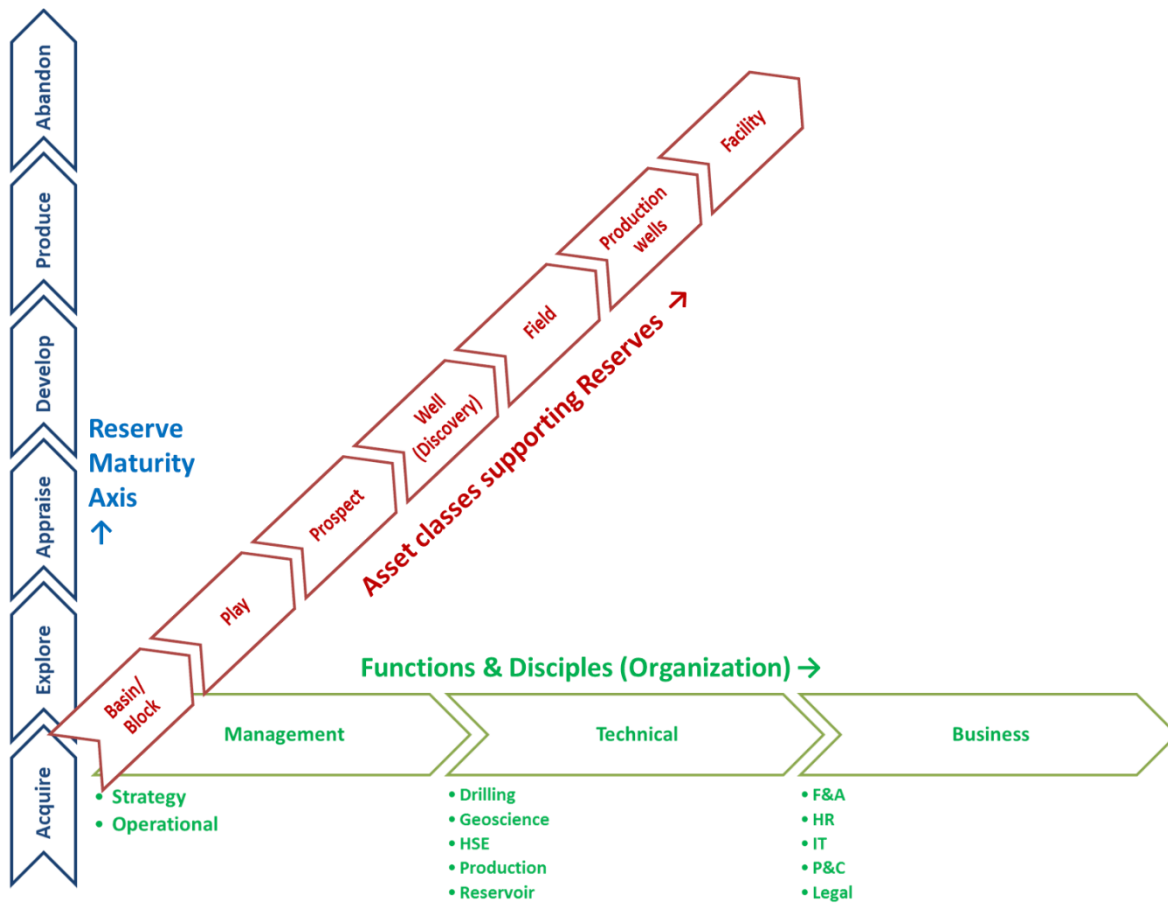 Abandon
Produce
Develop
Appraise
Explore
Acquire
Reserve
Maturity
Axis
↑
Facility
Production
wells
Field
Well
(Discovery)
Prospect
Play
Basin/
Block
Asset classes supporting Reserves →
Functions & Disciples (Organization) →
Management
Technical
Business
• Strategy
• Operational
• Drilling
• Geoscience
• HSE
• Production
• Reservoir
• F&A
• HR
• IT
• P&C
• Legal